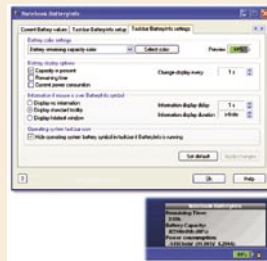 Notebook BatteryInfo
Current Battery values Taskbar BatteryInfo setup Taskbar BatteryInfo settings
Battery color settings
Battery remaining capacity color Select color Preview
Battery display options
Capacity in percent
Remaining time
Current power consumption
Change display every 1 s
Information if mouse is over BatteryInfo symbol
Display no information
Display standard tooltip
Display hintext window
Information display delay 1 s
Information display duration infinite
Operating system taskbar icon
Hide operating system battery symbol in taskbar if BatteryInfo is running
Set default Apply changes
? Ok Help
Notebook BatteryInfo
Remaining Time:
Battery Capacity:
Power consumption: